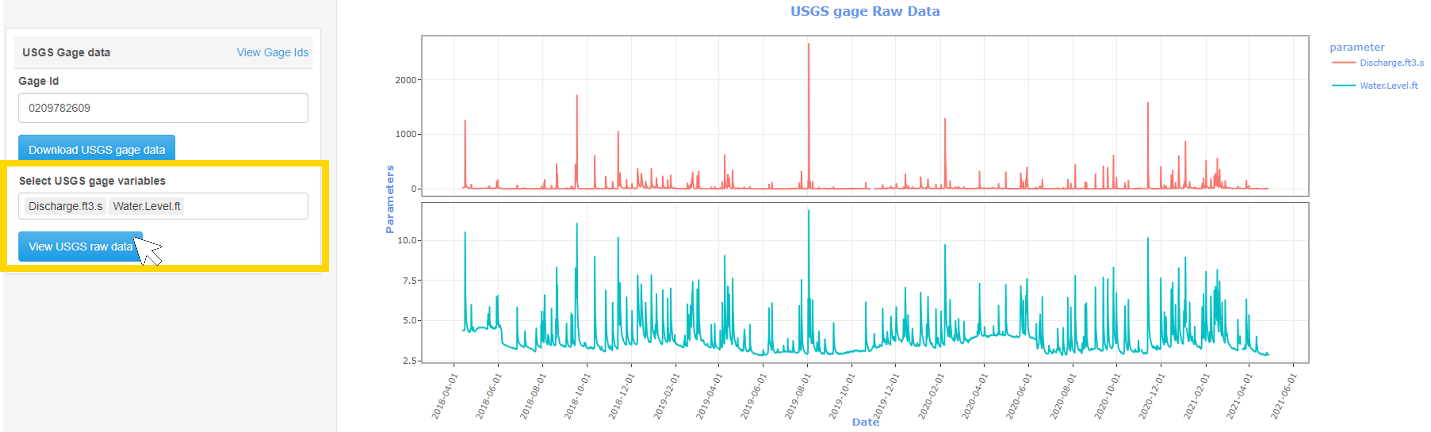 USGS Gage data View Gage Ids
Gage Id
0209782609
Download USGS gage data
Select USGS gage variables
Discharge.ft3.s Water.Level.ft
View USGS raw data
USGS gage Raw Data
Parameters
2000
1000
0
10.0
7.5
5.0
2.5
2018-04-01
2018-06-01
2018-08-01
2018-10-01
2018-12-01
2019-02-01
2019-04-01
2019-06-01
2019-08-01
2019-10-01
2019-12-01
2020-02-01
2020-04-01
2020-06-01
2020-08-01
2020-10-01
2020-12-01
2021-02-01
2021-04-01
2021-06-01
Date
parameter
Discharge.ft3.s
Water.Level.ft